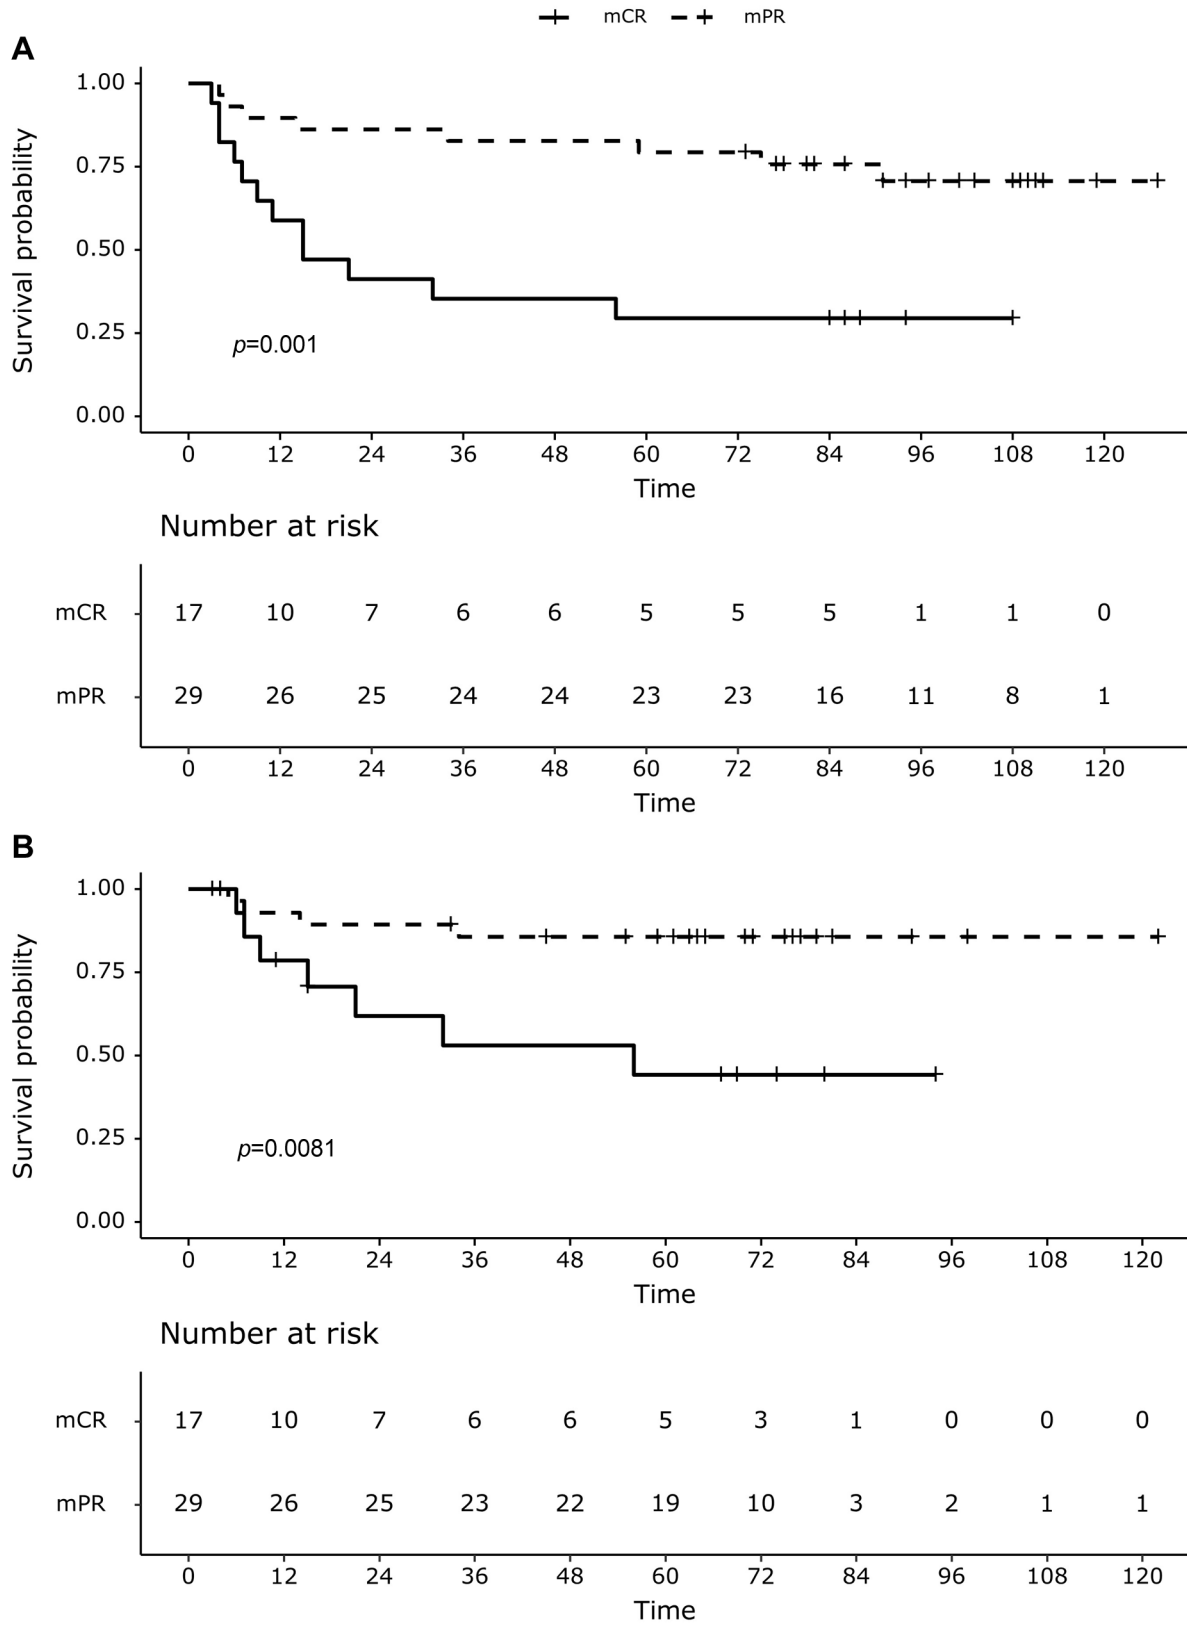 mCR mPR
A
1.00
0.75
0.50
0.25
0.00
Survival probability
p=0.001
0 12 24 36 48 60 72 84 96 108 120
Time
Number at risk
mCR 17 10 7 6 6 5 5 5 1 1 0
mPR 29 26 25 24 24 23 23 16 11 8 1
0 12 24 36 48 60 72 84 96 108 120
Time
B
1.00
0.75
0.50
0.25
0.00
Survival probability
p=0.0081
0 12 24 36 48 60 72 84 96 108 120
Time
Number at risk
mCR 17 10 7 6 6 5 3 1 0 0 0
mPR 29 26 25 23 22 19 10 3 2 1 1
0 12 24 36 48 60 72 84 96 108 120
Time